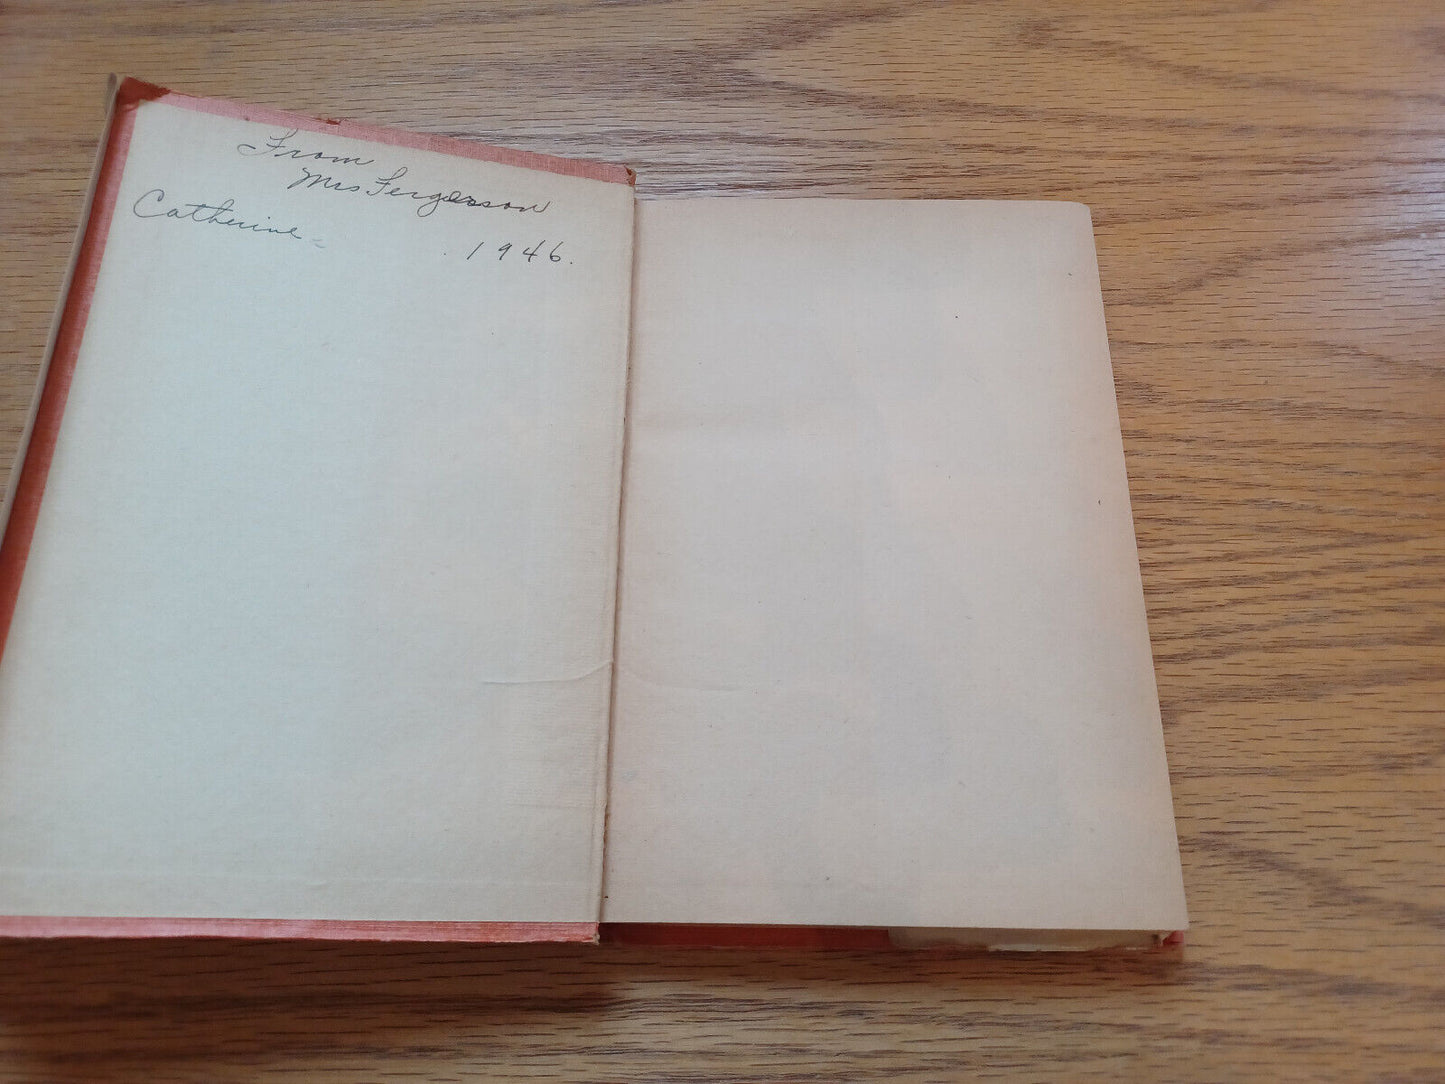 From
Mrs Fergesson
Catherine
1946.